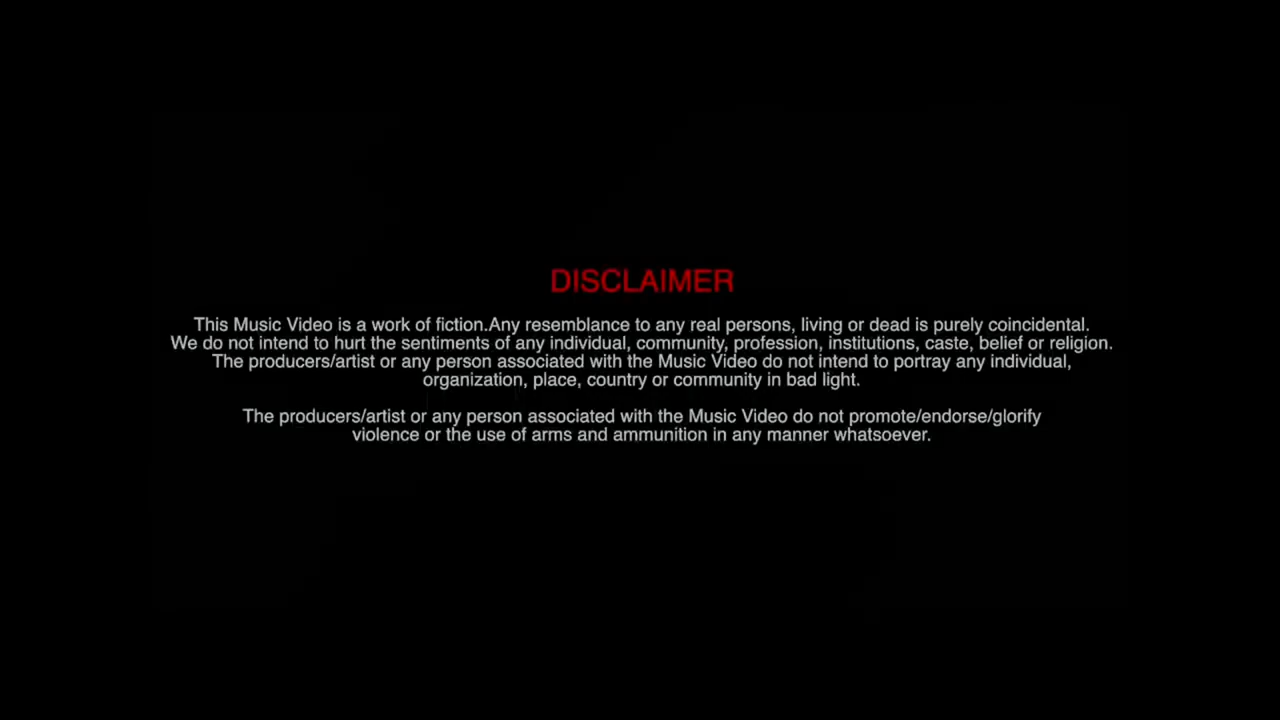 DISCLAIMER
This Music Video is a work of fiction.Any resemblance to any real persons, living or dead is purely coincidental.
We do not intend to hurt the sentiments of any individual, community, profession, institutions, caste, belief or religion.
The producers/artist or any person associated with the Music Video do not intend to portray any individual,
organization, place, country or community in bad light.
The producers/artist or any person associated with the Music Video do not promote/endorse/glorify
violence or the use of arms and ammunition in any manner whatsoever.